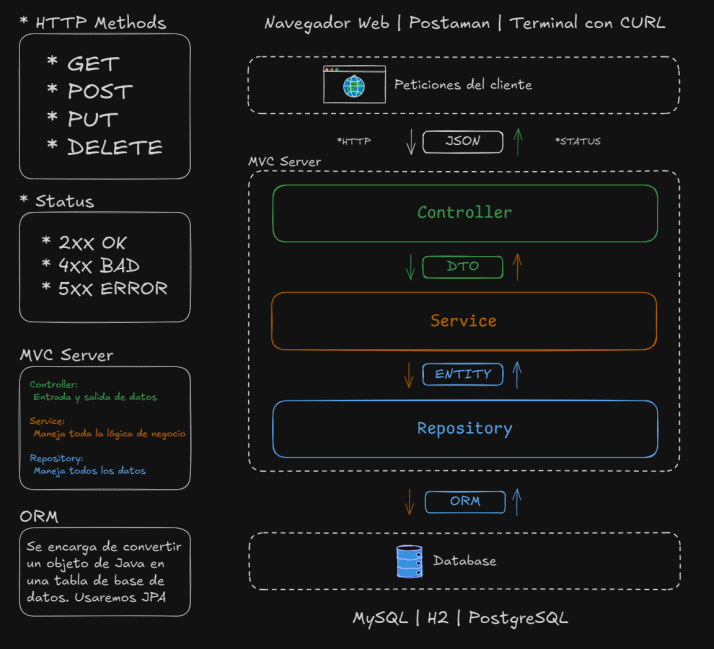 * HTTP Methods
* GET
* POST
* PUT
* DELETE
* Status
* 2xx OK
* 4xx BAD
* 5xx ERROR
MVC Server
Controller:
Entrada y salida de datos
Service:
Maneja toda la lógica de negocio
Repository:
Maneja todos los datos
ORM
Se encarga de convertir
un objeto de Java en
una tabla de base de
datos. Usaremos JPA
Navegador Web | Postaman | Terminal con CURL
Peticiones del cliente
*HTTP
JSON
*STATUS
MVC Server
Controller
DTO
Service
ENTITY
Repository
ORM
Database
MySQL | H2 | PostgreSQL